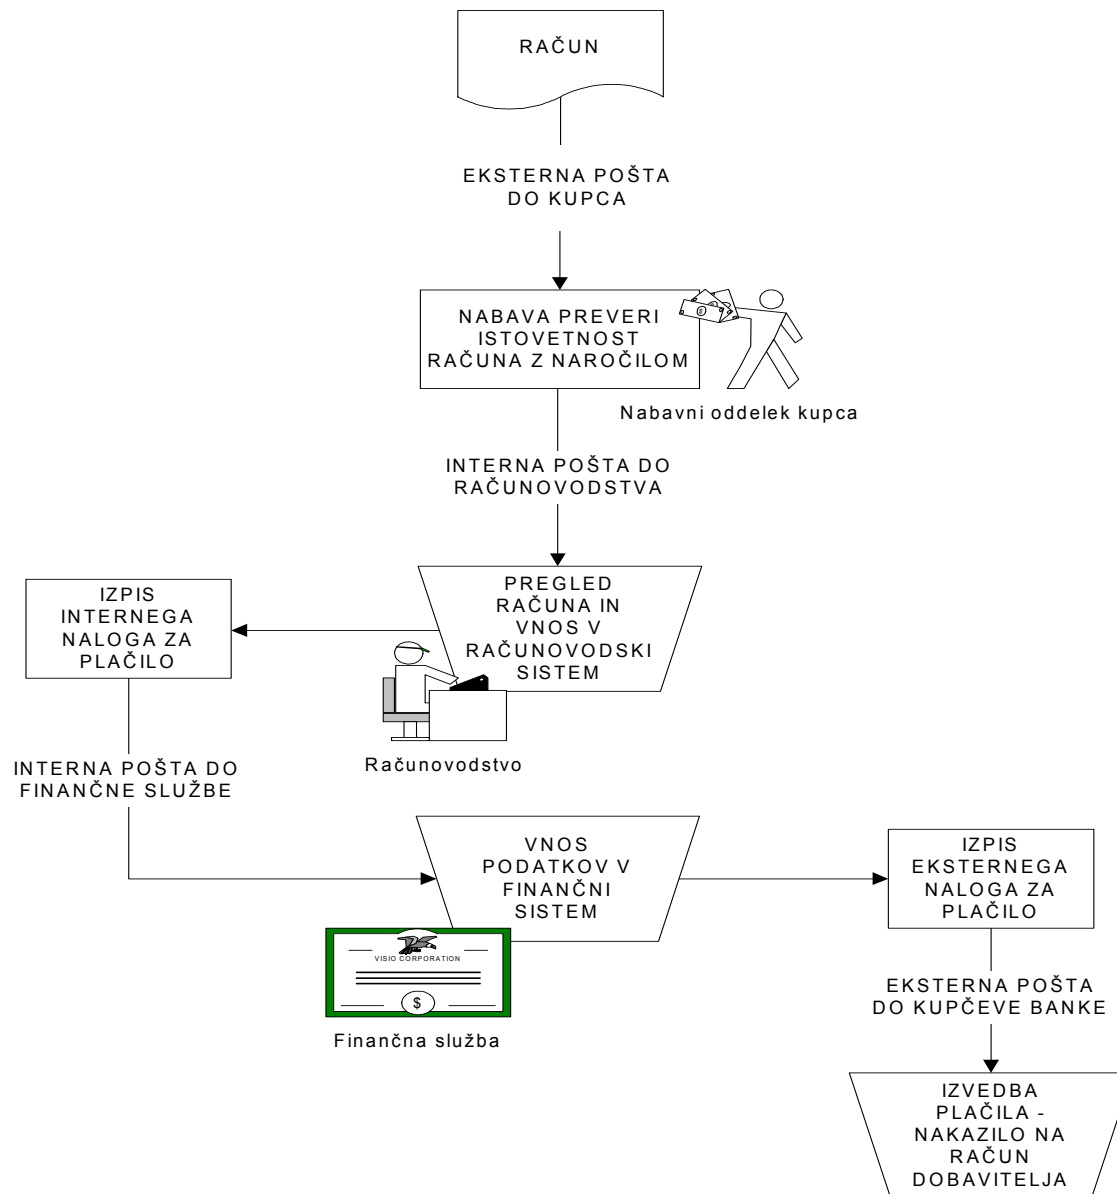 RAČUN
EKSTERNA POŠTA
DO KUPCA
NABAVA PREVERI
ISTOVETNOST
RAČUNA Z NAROČILOM
Nabavni oddelek kupca
INTERNA POŠTA DO
RAČUNOVODSTVA
PREGLED
RAČUNA IN
VNOS V
RAČUNOVODSKI
SISTEM
IZPIS
INTERNEGA
NALOGA ZA
PLAČILO
Računovodstvo
INTERNA POŠTA DO
FINANČNE SLUŽBE
VNOS
PODATKOV V
FINANČNI
SISTEM
IZPIS
EKSTERNEGA
NALOGA ZA
PLAČILO
VISIO CORPORATION
$
Finančna služba
EKSTERNA POŠTA
DO KUPČEVE BANKE
IZVEDBA
PLAČILA -
NAKAZILO NA
RAČUN
DOBAVITELJA